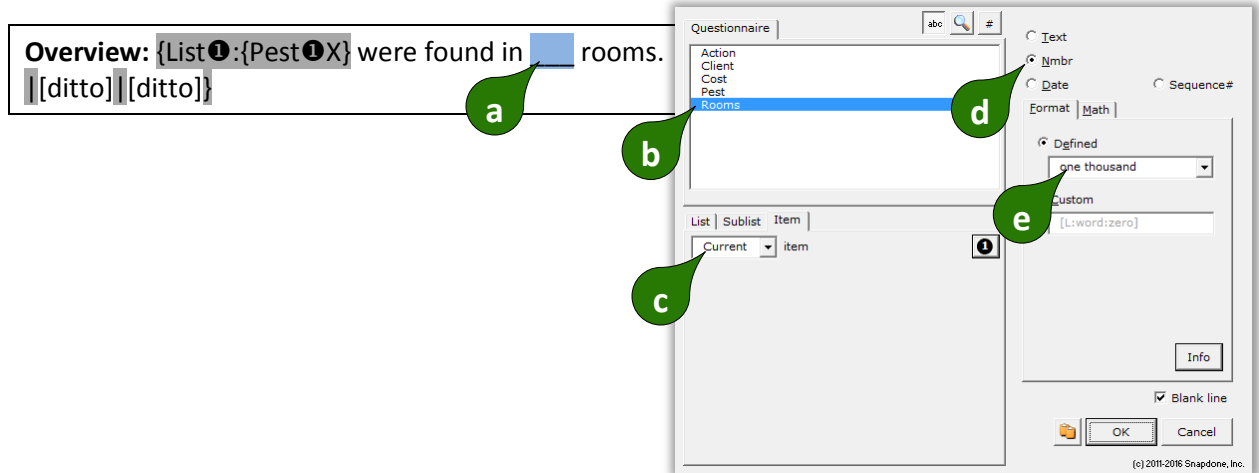 Overview: {List❶:{Pest❶X} were found in ___ rooms.
|[ditto]|[ditto]}
a
b
c
d
e
Questionnaire
abc
#
Action
Client
Cost
Pest
Rooms
List
Sublist
Item
Current
item
❶
Text
Nmbr
Date
Sequence#
Format
Math
Defined
one thousand
Custom
[L:word:zero]
Info
Blank line
OK
Cancel
(c) 2011-2016 Snapdone, Inc.